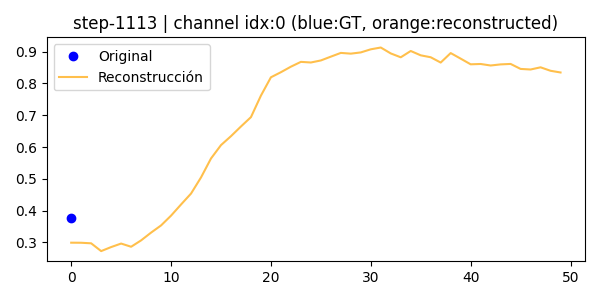 step-1113 | channel idx:0 (blue:GT, orange:reconstructed)
Original
Reconstrucción
0.9
0.8
0.7
0.6
0.5
0.4
0.3
0 10 20 30 40 50